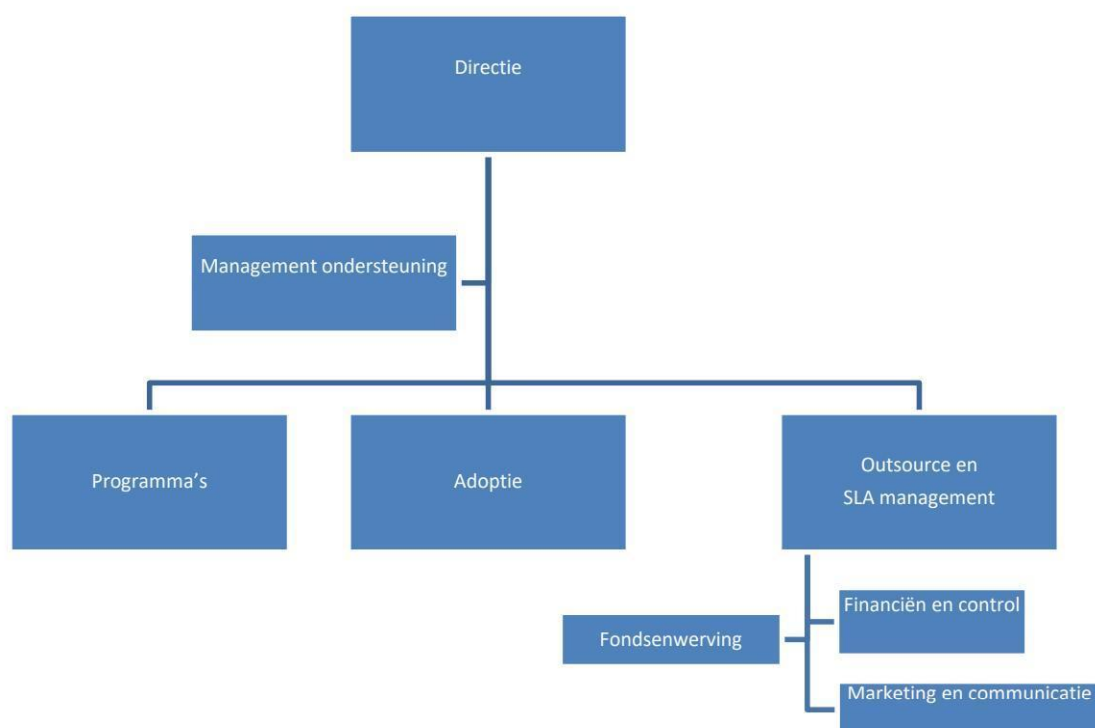 Directie
Management ondersteuning
Programma's
Adoptie
Outsource en
SLA management
Financiën en control
Fondsenwerving
Marketing en communicatie